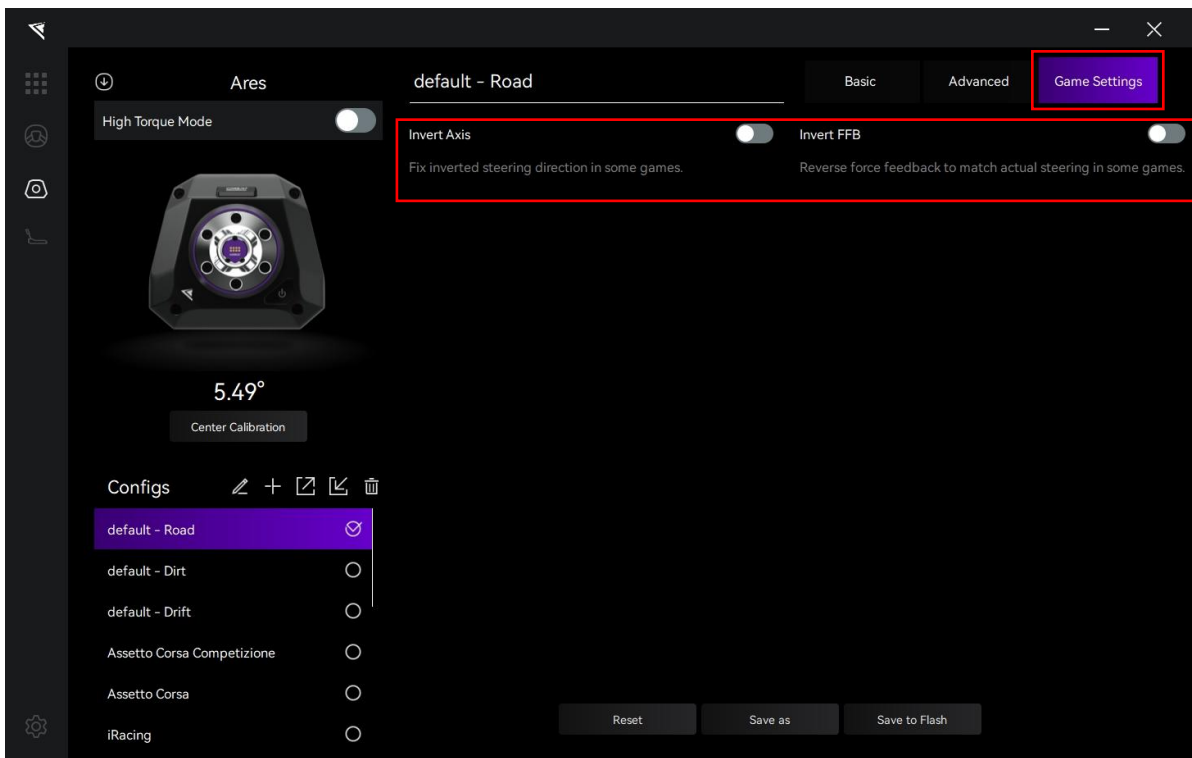 Ares
High Torque Mode
5.49°
Center Calibration
Configs
default - Road
default - Dirt
default - Drift
Assetto Corsa Competizione
Assetto Corsa
iRacing
default - Road
Basic
Advanced
Game Settings
Invert Axis
Fix inverted steering direction in some games.
Invert FFB
Reverse force feedback to match actual steering in some games.
Reset
Save as
Save to Flash